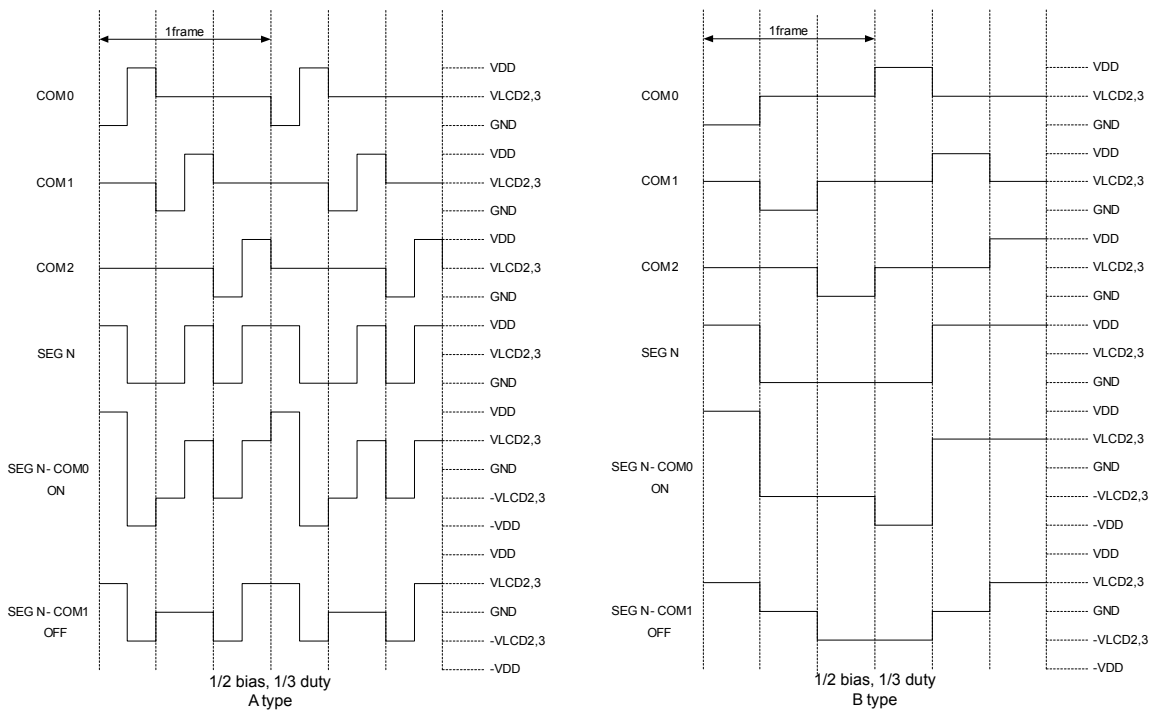 1frame
COM0
VDD
VLCD2,3
GND
COM1
VDD
VLCD2,3
GND
COM2
VDD
VLCD2,3
GND
SEG N
VDD
VLCD2,3
GND
SEG N- COM0
ON
VDD
VLCD2,3
GND
-VLCD2,3
-VDD
SEG N- COM1
OFF
VDD
VLCD2,3
GND
-VLCD2,3
-VDD
1/2 bias, 1/3 duty
A type
1frame
COM0
VDD
VLCD2,3
GND
COM1
VDD
VLCD2,3
GND
COM2
VDD
VLCD2,3
GND
SEG N
VDD
VLCD2,3
GND
SEG N- COM0
ON
VDD
VLCD2,3
GND
-VLCD2,3
-VDD
SEG N- COM1
OFF
VDD
VLCD2,3
GND
-VLCD2,3
-VDD
1/2 bias, 1/3 duty
B type